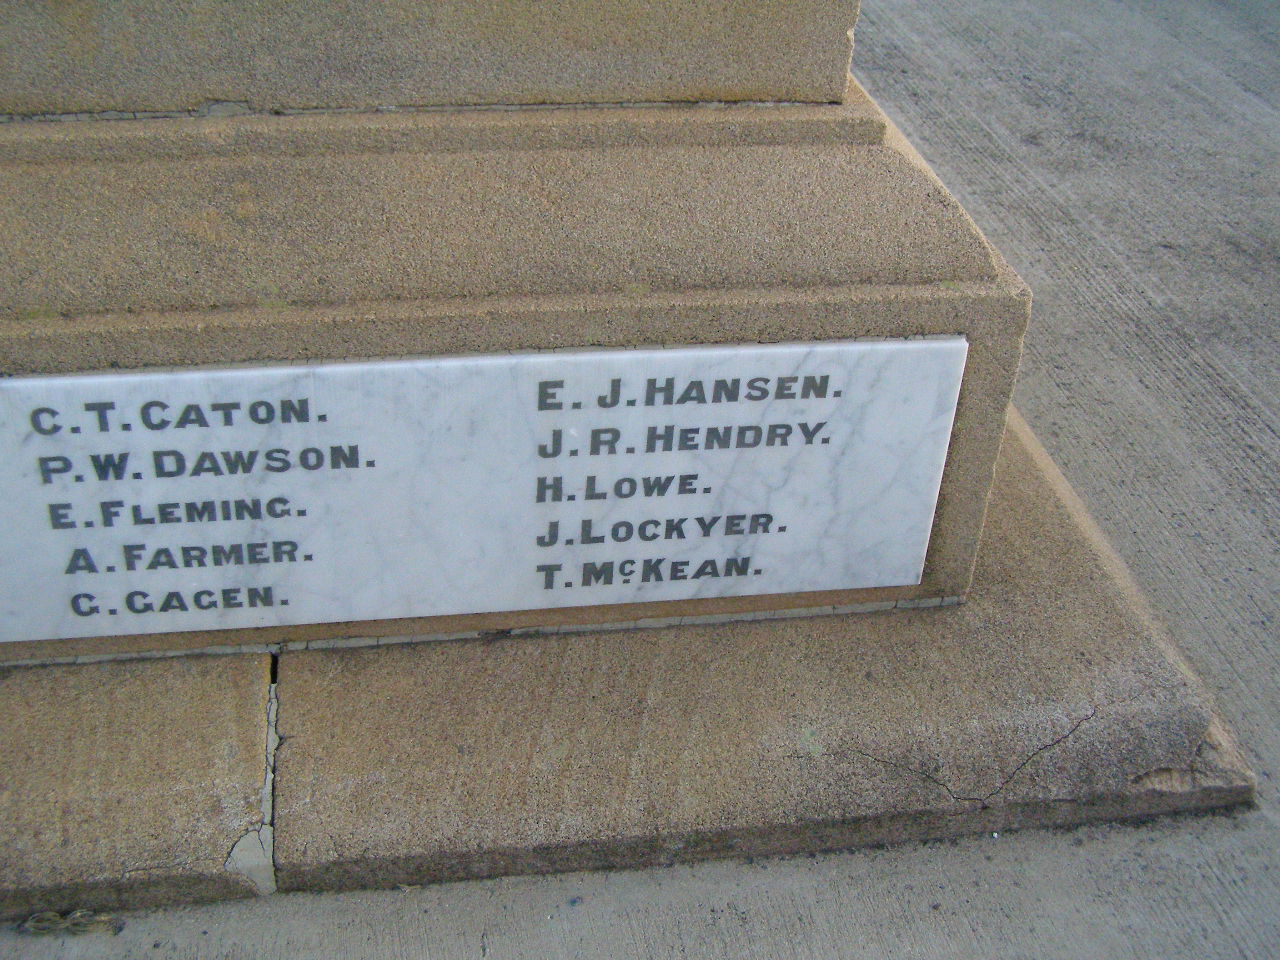 C.T.CATON.
P.W.DAWSON.
E.FLEMING.
A.FARMER.
G.GAGEN.
E.J.HANSEN.
J.R.HENDRY.
H.LOWE.
J.LOCKYER.
T.McKEAN.